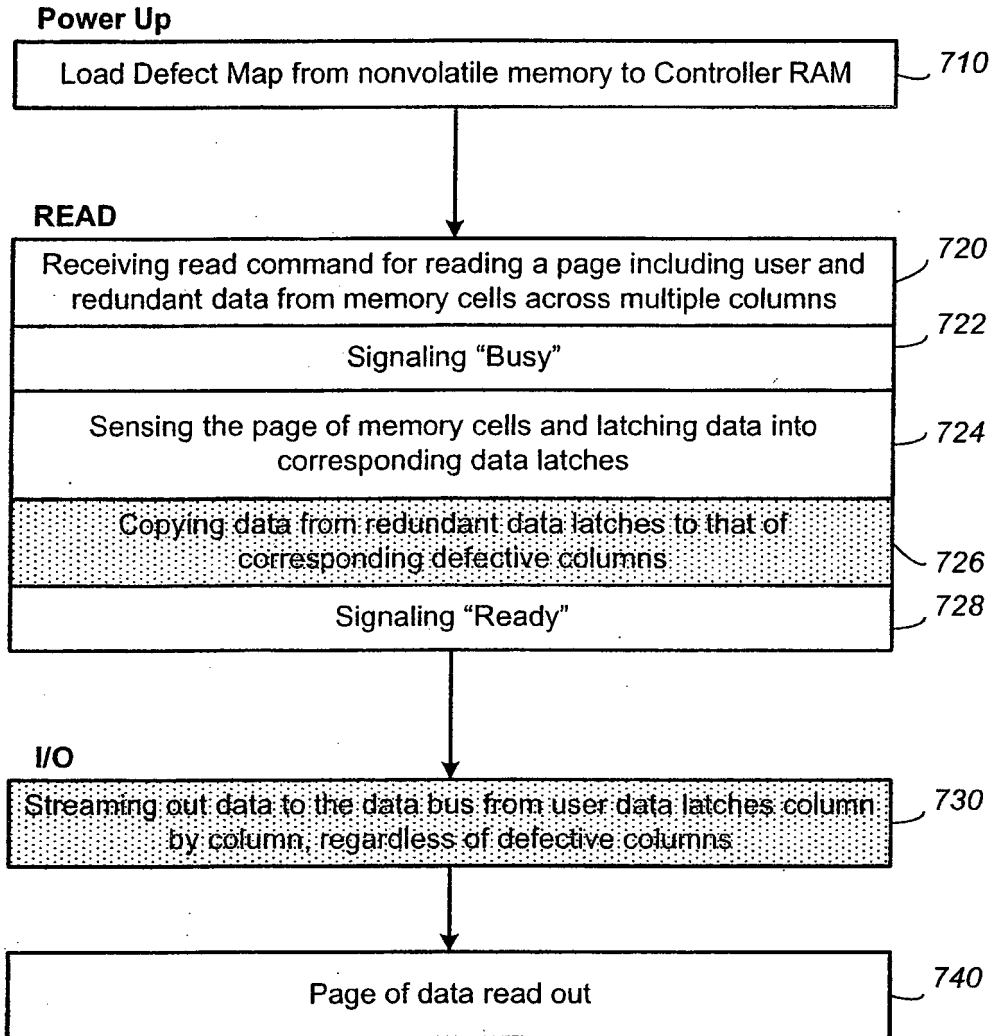 Power Up
Load Defect Map from nonvolatile memory to Controller RAM
710
READ
Receiving read command for reading a page including user and
redundant data from memory cells across multiple columns
720
Signaling “Busy”
722
Sensing the page of memory cells and latching data into
corresponding data latches
724
Copying data from redundant data latches to that of
corresponding defective columns
726
Signaling “Ready”
728
I/O
Streaming out data to the data bus from user data latches column
by column, regardless of defective columns
730
Page of data read out
740